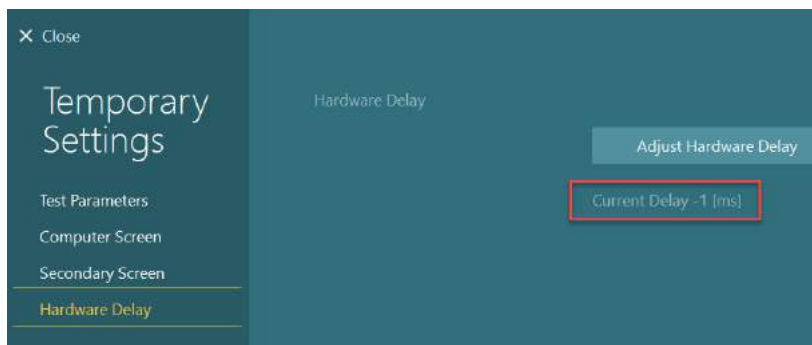 × Close
Temporary
Settings
Hardware Delay
Adjust Hardware Delay
Current Delay -1 [ms]
Test Parameters
Computer Screen
Secondary Screen
Hardware Delay